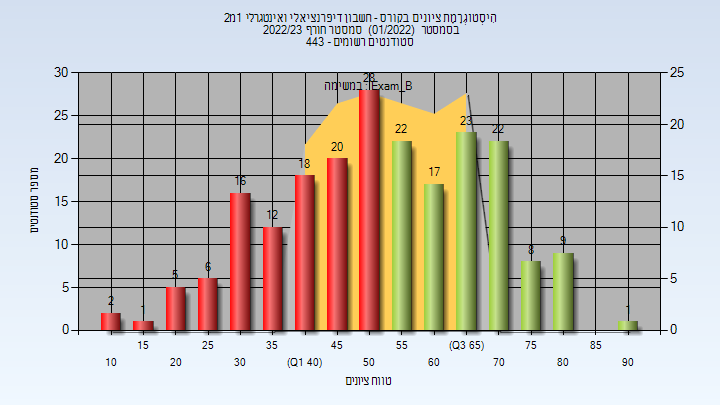 הִיסְטוֹגְרָמַת ציונים בקורס - חשבון דיפרנציאלי ואינטגרלי 1מ2
בסמסטר (01/2022) סמסטר חורף 2022/23
סטודנטים רשומים - 443
במשימה : Exam_B
מספר סטודנטים
30 25 20 15 10 5 0
25 20 15 10 5 0
2 1 5 6 16 12 18 20 28 22 17 23 22 8 9 1
15 25 35 45 55 (Q3 65) 75 85
10 20 30 (Q1 40) 50 60 70 80 90
טווח ציונים